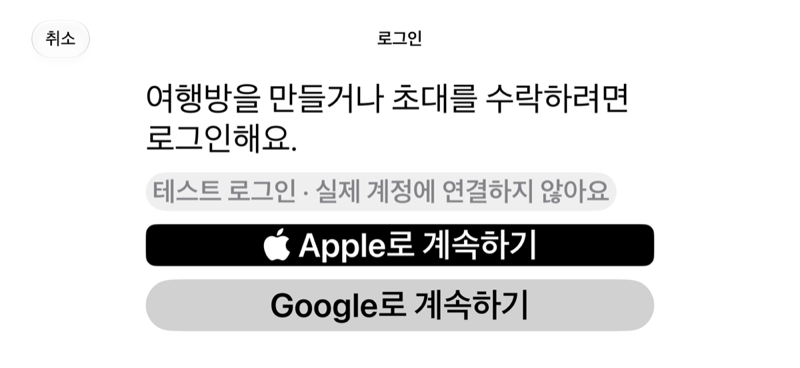 취소
로그인
여행방을 만들거나 초대를 수락하려면
로그인해요.
테스트 로그인 · 실제 계정에 연결하지 않아요
Apple로 계속하기
Google로 계속하기